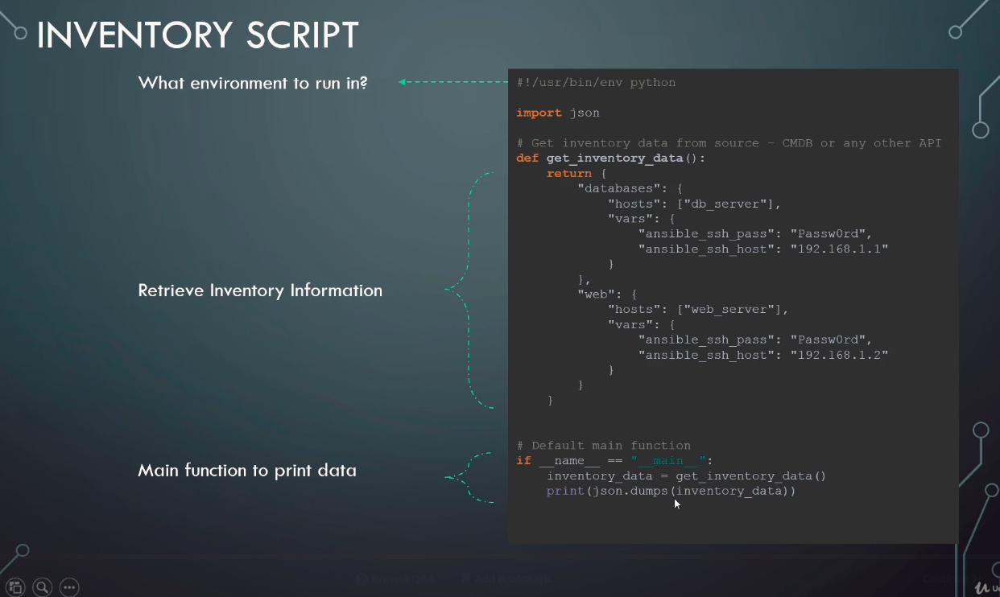 INVENTORY SCRIPT
What environment to run in?
Retrieve Inventory Information
Main function to print data
#!/usr/bin/env python
import json
# Get inventory data from source – CMDB or any other API
def get_inventory_data():
    return {
        "databases": {
            "hosts": ["db_server"],
            "vars": {
                "ansible_ssh_pass": "Passw0rd",
                "ansible_ssh_host": "192.168.1.1"
            }
        },
        "web": {
            "hosts": ["web_server"],
            "vars": {
                "ansible_ssh_pass": "Passw0rd",
                "ansible_ssh_host": "192.168.1.2"
            }
        }
    }
# Default main function
if __name__ == "__main__":
    inventory_data = get_inventory_data()
    print(json.dumps(inventory_data))